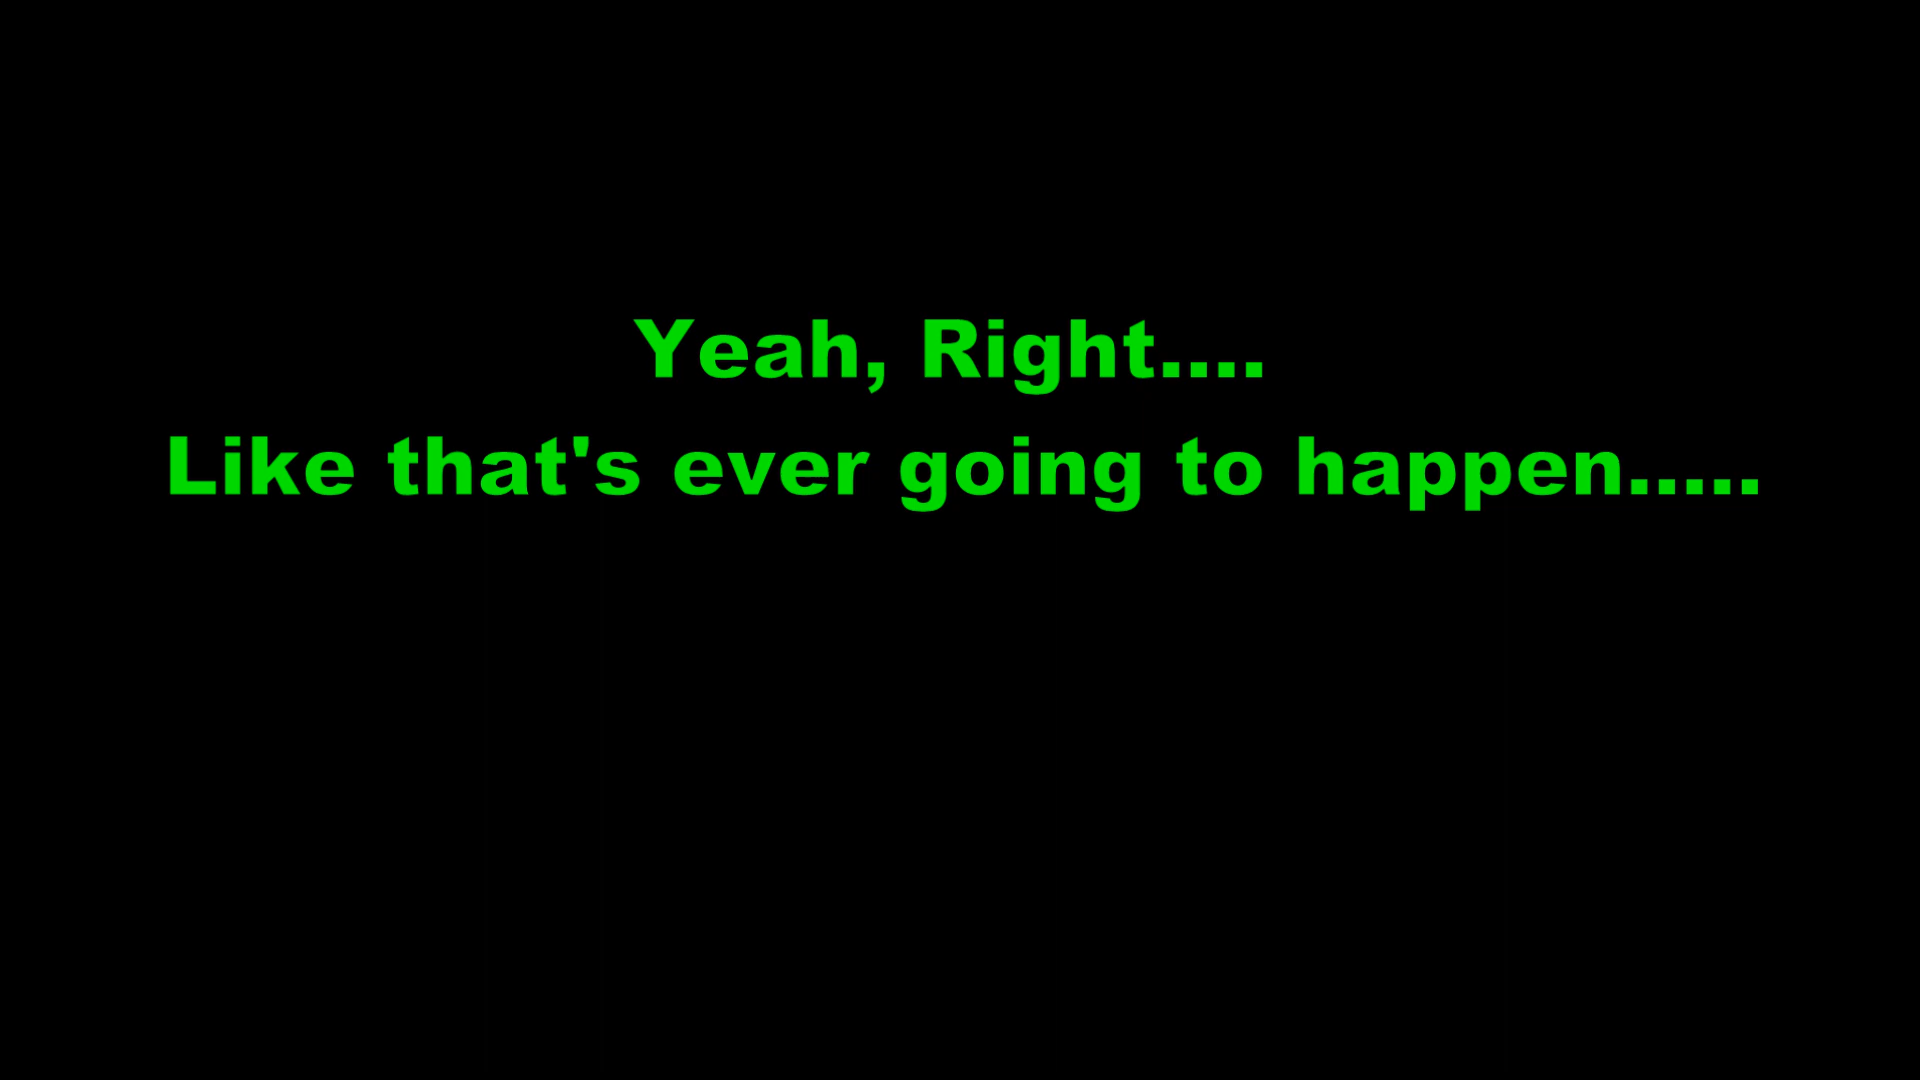 Yeah, Right....
Like that's ever going to happen.....